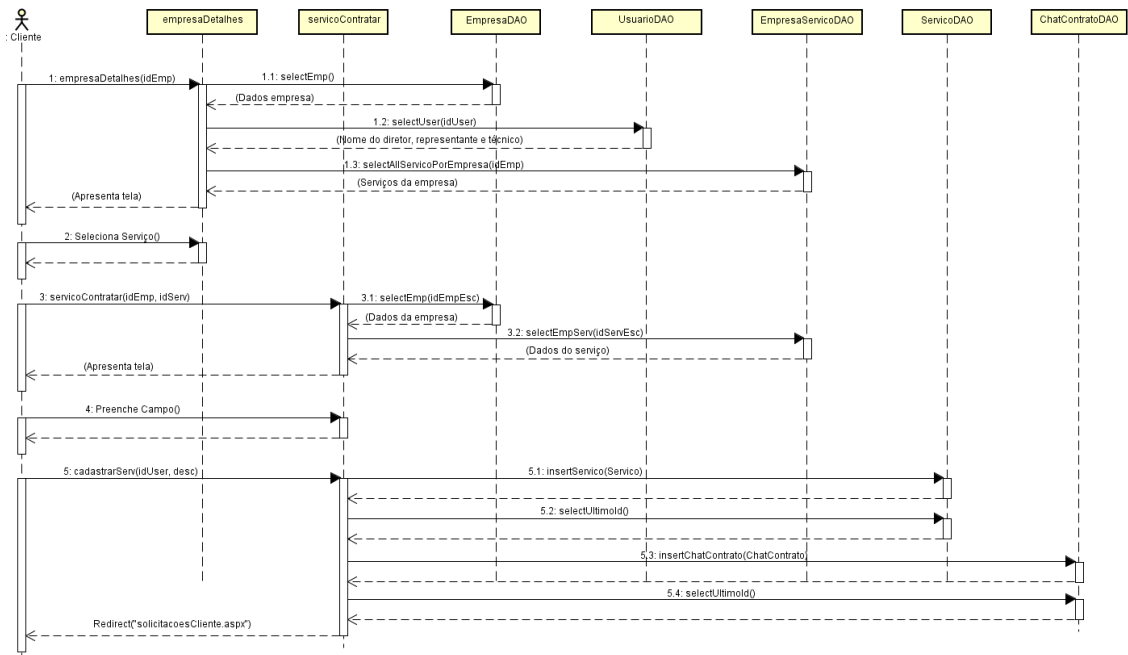 empresaDetalhes
servicoContratar
EmpresaDAO
UsuarioDAO
EmpresaServicoDAO
ServicoDAO
ChatContratoDAO
: Cliente
1: empresaDetalhes(idEmp)
1.1: selectEmp()
(Dados empresa)
1.2: selectUser(idUser)
(Nome do diretor, representante e técnico)
1.3: selectAllServicoPorEmpresa(idEmp)
(Serviços da empresa)
(Apresenta tela)
2: Seleciona Serviço()
3: servicoContratar(idEmp, idServ)
3.1: selectEmp(idEmpEsc)
(Dados da empresa)
3.2: selectEmpServ(idServEsc)
(Dados do serviço)
(Apresenta tela)
4: Preenche Campo()
5: cadastrarServ(idUser, desc)
5.1: insertServico(Servico)
5.2: selectUltimoId()
5.3: insertChatContrato(ChatContrato)
5.4: selectUltimoId()
Redirect("solicitacoesCliente.aspx")